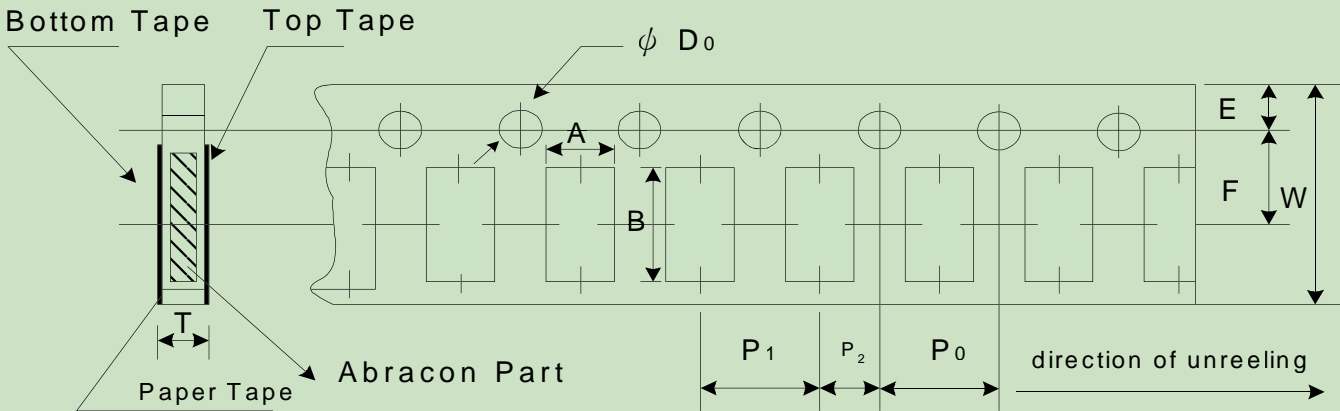 Bottom Tape
Top Tape
ϕ D0
E
A
F
W
B
T
P1
P2
P0
direction of unreeling
Abracon Part
Paper Tape